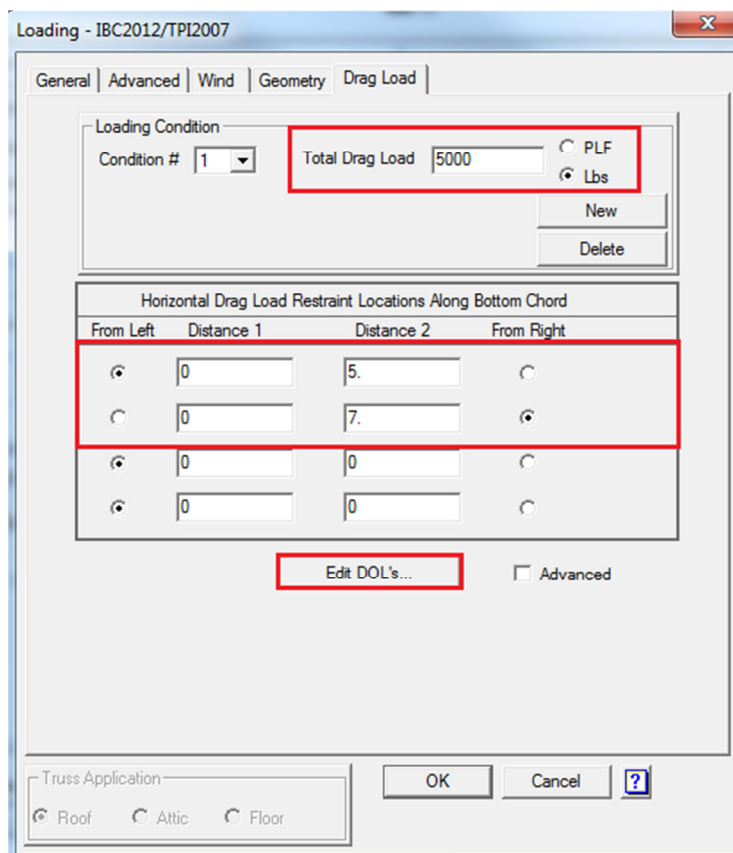 Loading - IBC2012/TPI2007
General Advanced Wind Geometry Drag Load
Loading Condition
Condition # 1 Total Drag Load 5000 PLF
Lbs
New
Delete
Horizontal Drag Load Restraint Locations Along Bottom Chord
From Left Distance 1 Distance 2 From Right
0 5.
0 7.
0 0
0 0
Edit DOL's... Advanced
Truss Application
Roof Attic Floor
OK Cancel ?